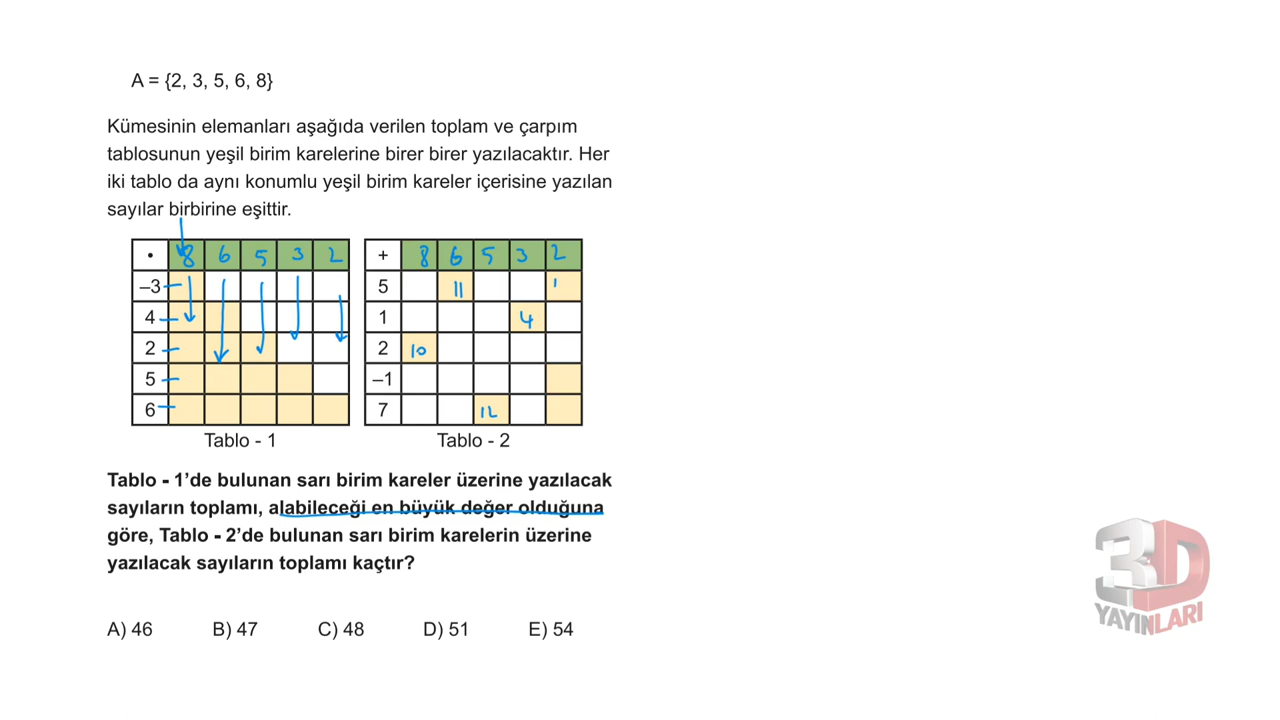 A = {2, 3, 5, 6, 8}
Kümesinin elemanları aşağıda verilen toplam ve çarpım
tablosunun yeşil birim karelerine birer birer yazılacaktır. Her
iki tablo da aynı konumlu yeşil birim kareler içerisine yazılan
sayılar birbirine eşittir.
• 8 6 5 3 2
–3
4
2
5
6
Tablo - 1
+ 8 6 5 3 2
5 11
1 4
2 10
–1
7 12
Tablo - 2
Tablo - 1’de bulunan sarı birim kareler üzerine yazılacak
sayıların toplamı, alabileceği en büyük değer olduğuna
göre, Tablo - 2’de bulunan sarı birim karelerin üzerine
yazılacak sayıların toplamı kaçtır?
A) 46 B) 47 C) 48 D) 51 E) 54
3D
YAYINLARI